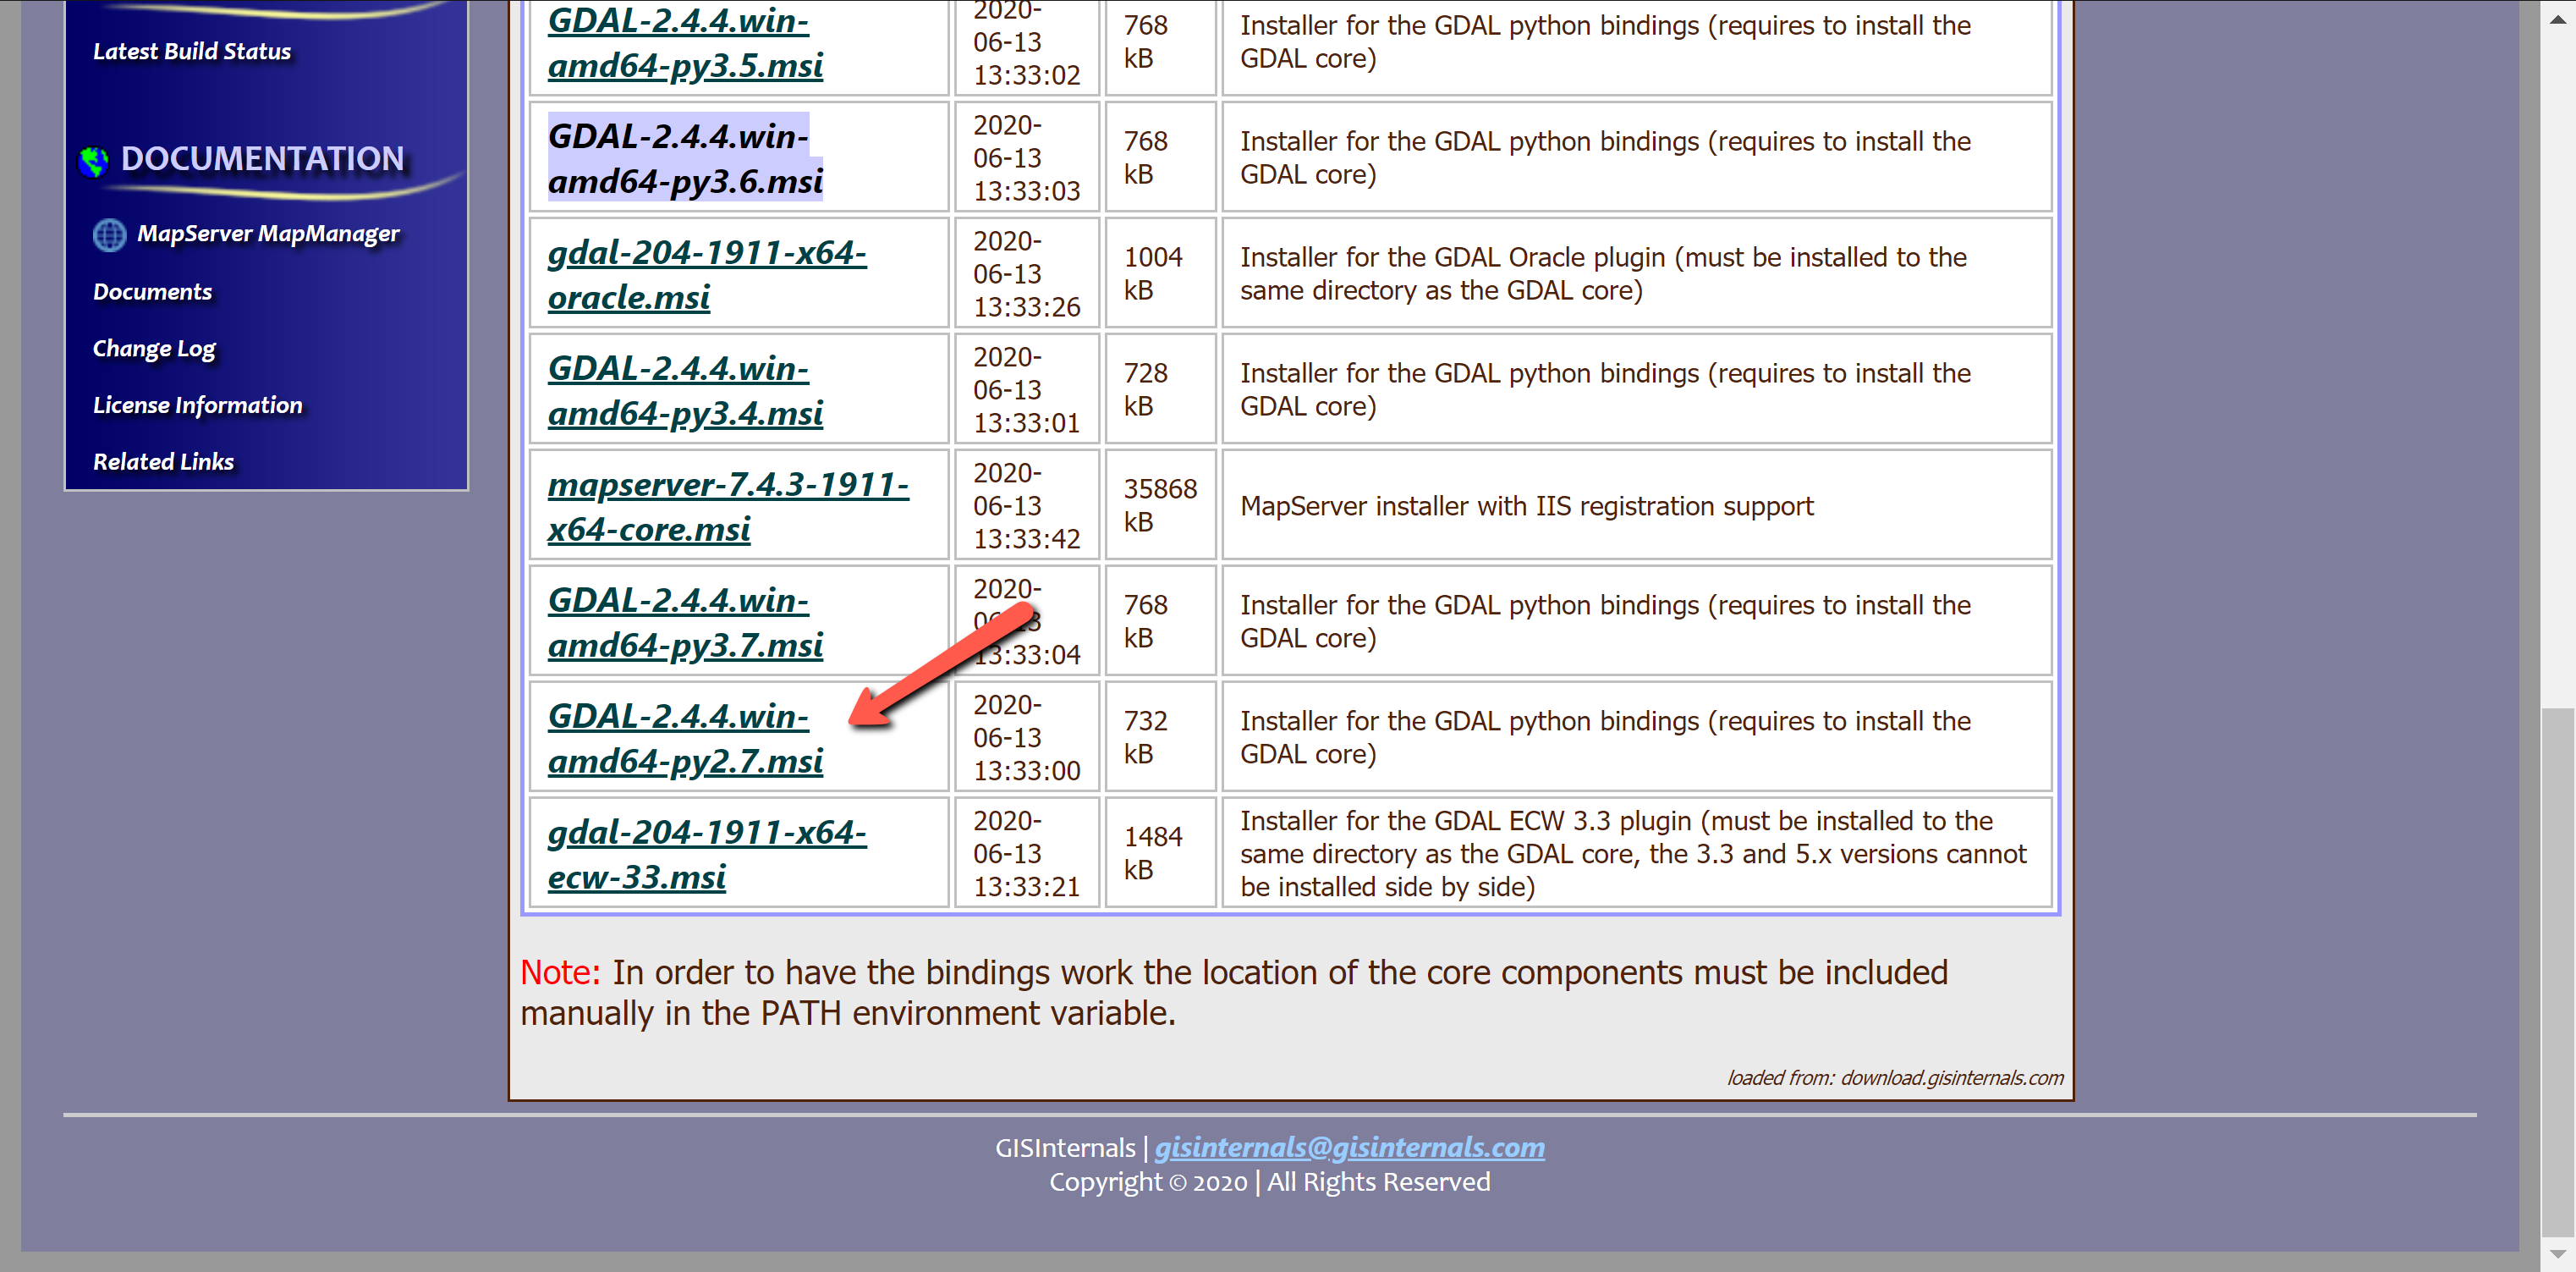 Latest Build Status
DOCUMENTATION
MapServer MapManager
Documents
Change Log
License Information
Related Links
GDAL-2.4.4.win-
amd64-py3.5.msi
2020-
06-13
13:33:02
768
kB
Installer for the GDAL python bindings (requires to install the
GDAL core)
GDAL-2.4.4.win-
amd64-py3.6.msi
2020-
06-13
13:33:03
768
kB
Installer for the GDAL python bindings (requires to install the
GDAL core)
gdal-204-1911-x64-
oracle.msi
2020-
06-13
13:33:26
1004
kB
Installer for the GDAL Oracle plugin (must be installed to the
same directory as the GDAL core)
GDAL-2.4.4.win-
amd64-py3.4.msi
2020-
06-13
13:33:01
728
kB
Installer for the GDAL python bindings (requires to install the
GDAL core)
mapserver-7.4.3-1911-
x64-core.msi
2020-
06-13
13:33:42
35868
kB
MapServer installer with IIS registration support
GDAL-2.4.4.win-
amd64-py3.7.msi
2020-
06-13
13:33:04
768
kB
Installer for the GDAL python bindings (requires to install the
GDAL core)
GDAL-2.4.4.win-
amd64-py2.7.msi
2020-
06-13
13:33:00
732
kB
Installer for the GDAL python bindings (requires to install the
GDAL core)
gdal-204-1911-x64-
ecw-33.msi
2020-
06-13
13:33:21
1484
kB
Installer for the GDAL ECW 3.3 plugin (must be installed to the
same directory as the GDAL core, the 3.3 and 5.x versions cannot
be installed side by side)
Note: In order to have the bindings work the location of the core components must be included
manually in the PATH environment variable.
loaded from: download.gisinternals.com
GISInternals | gisinternals@gisinternals.com
Copyright © 2020 | All Rights Reserved